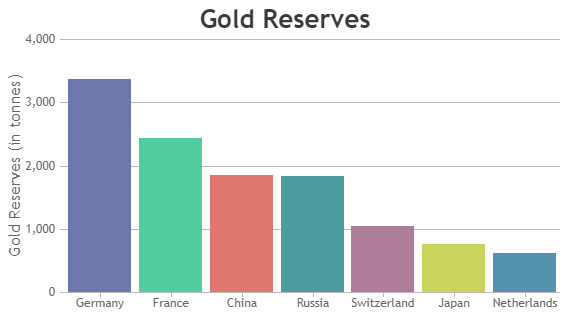 Gold Reserves
Gold Reserves (in tonnes)
4,000
3,000
2,000
1,000
0
Germany France China Russia Switzerland Japan Netherlands